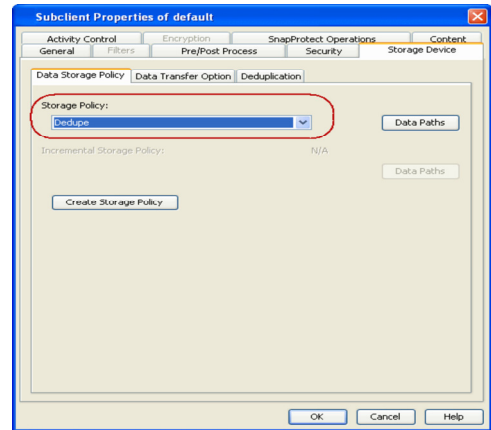 Subclient Properties of default
Activity Control Encryption SnapProtect Operations Content
General Filters Pre/Post Process Security Storage Device
Data Storage Policy Data Transfer Option Deduplication
Storage Policy:
Dedupe Data Paths
Incremental Storage Policy: N/A
Data Paths
Create Storage Policy
OK Cancel Help